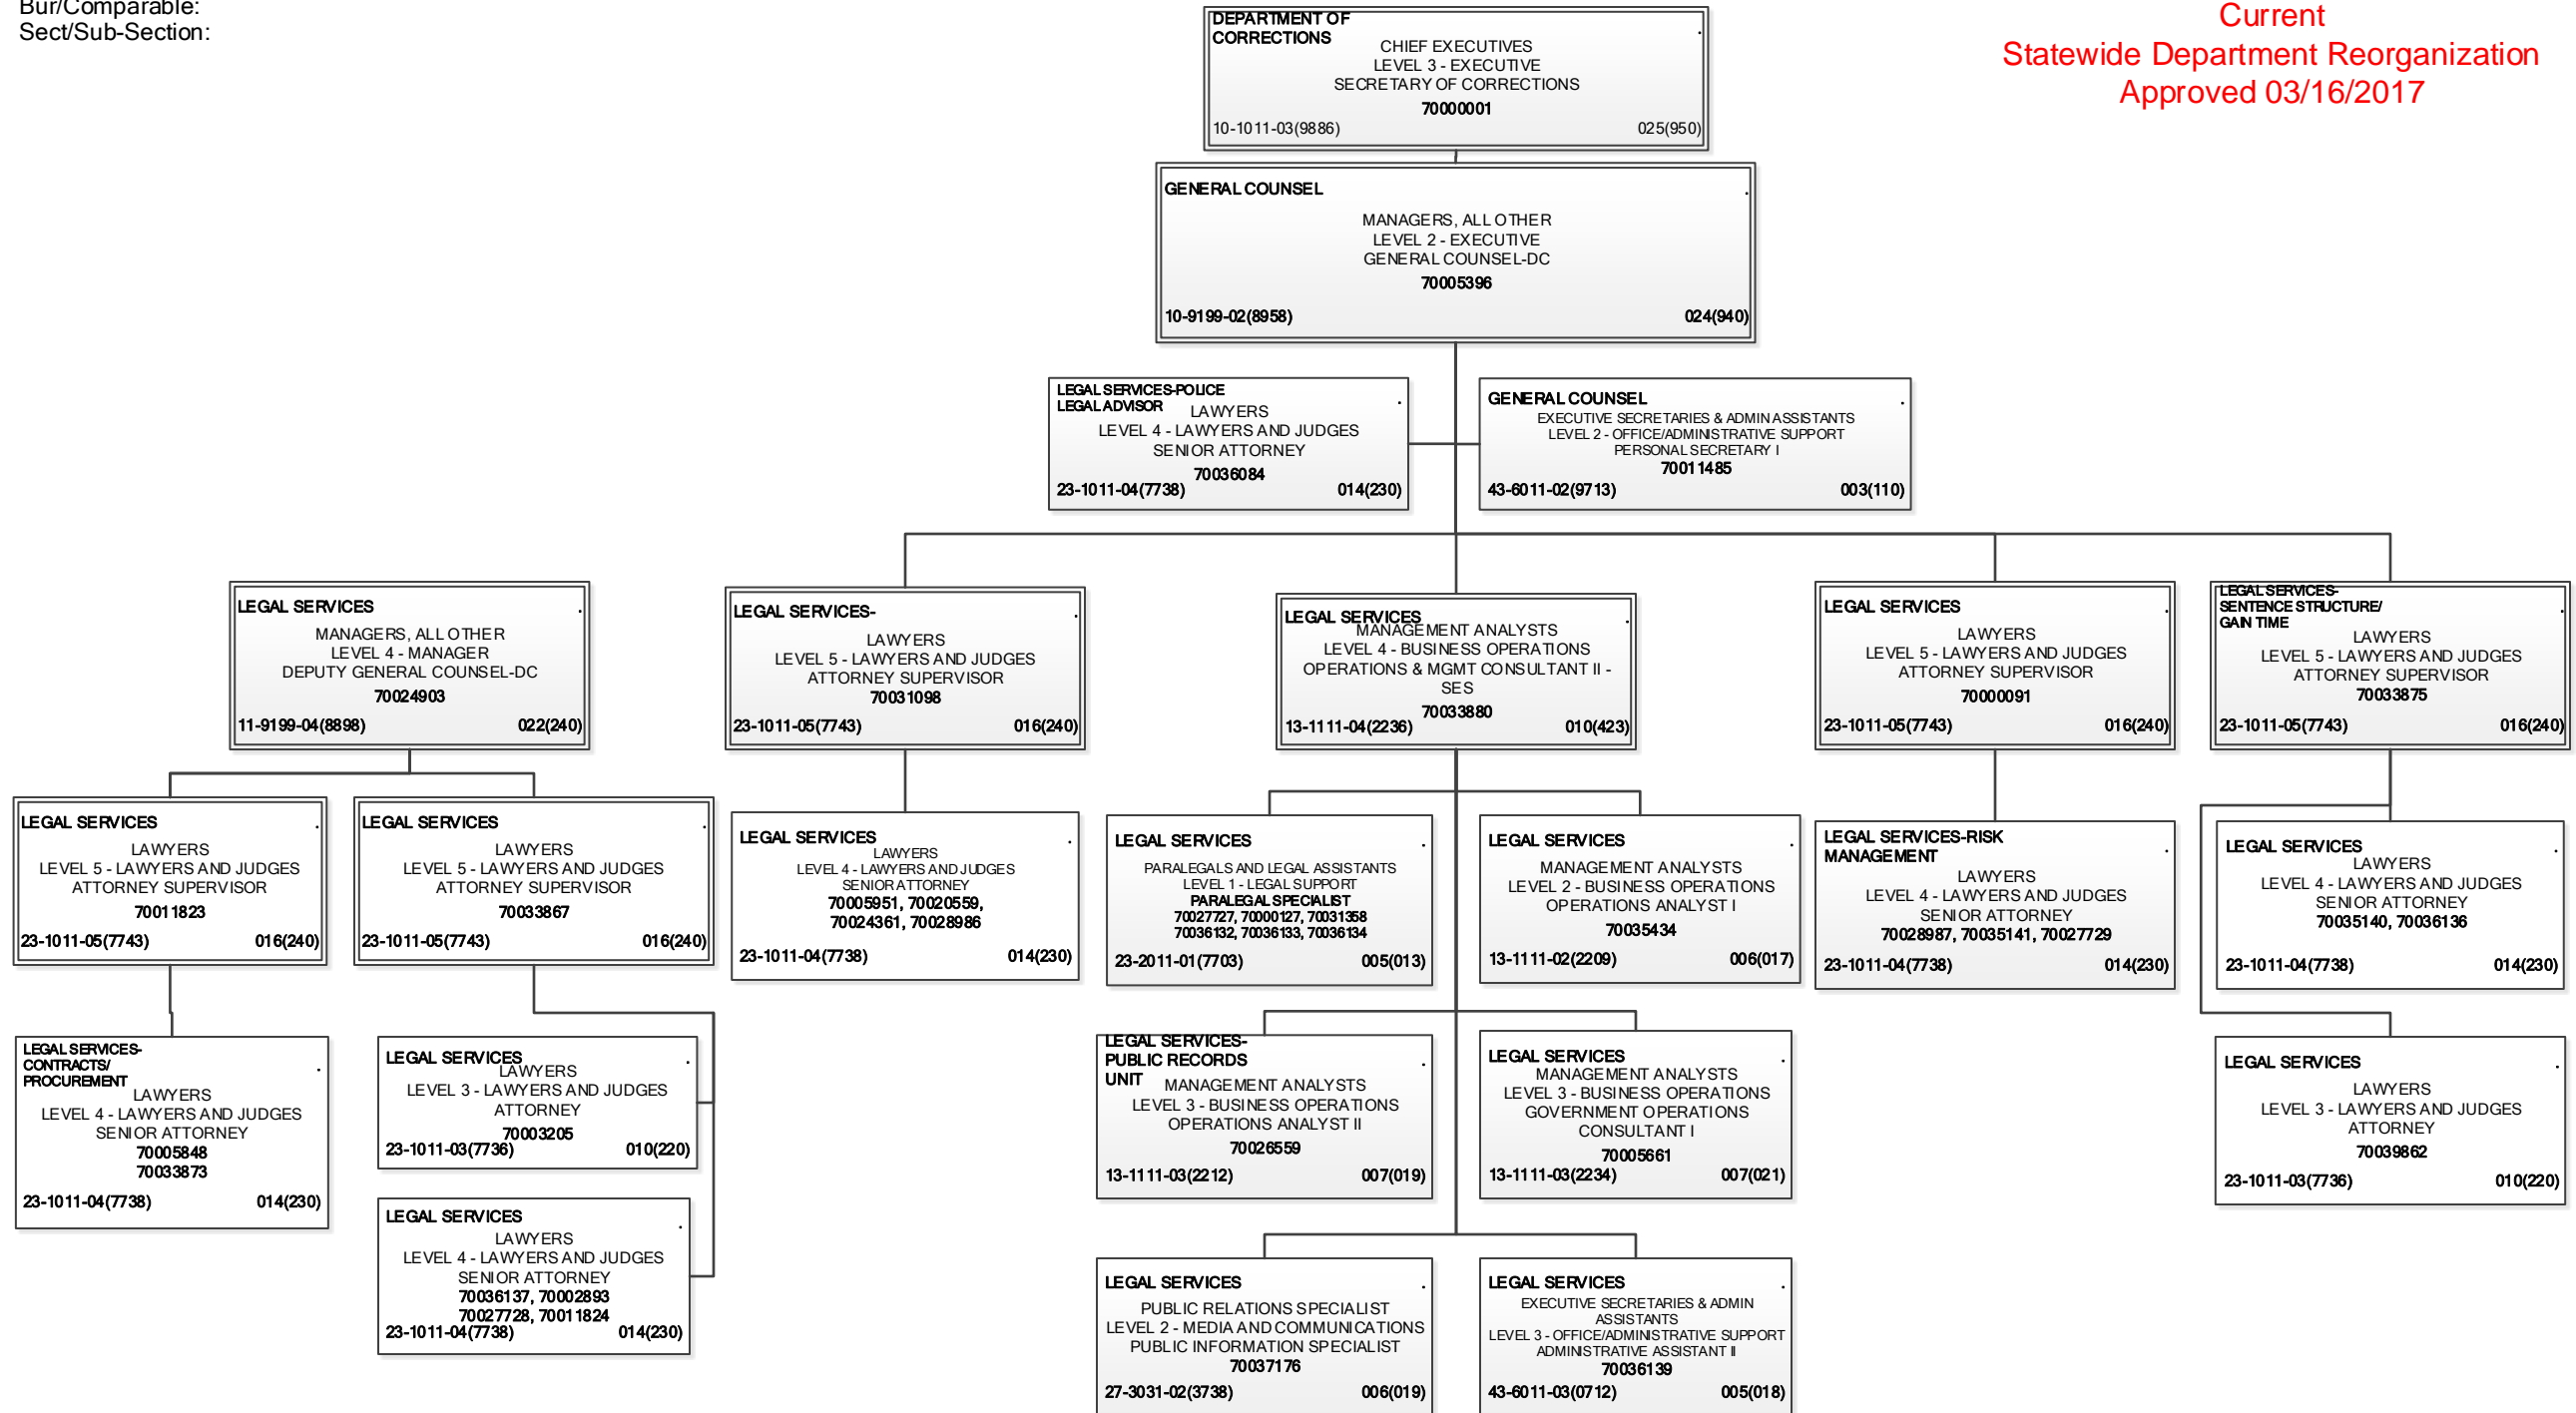 Bur/Comparable:
Sect/Sub-Section:
Current
Statewide Department Reorganization
Approved 03/16/2017
DEPARTMENT OF
CORRECTIONS
.
CHIEF EXECUTIVES
LEVEL 3 - EXECUTIVE
SECRETARY OF CORRECTIONS
70000001
10-1011-03(9886) 025(950)
GENERAL COUNSEL .
MANAGERS, ALL OTHER
LEVEL 2 - EXECUTIVE
GENERAL COUNSEL-DC
70005396
10-9199-02(8958) 024(940)
LEGAL SERVICES-POLICE
LEGAL ADVISOR .
LAWYERS
LEVEL 4 - LAWYERS AND JUDGES
SENIOR ATTORNEY
70036084
23-1011-04(7738) 014(230)
GENERAL COUNSEL .
EXECUTIVE SECRETARIES & ADMIN ASSISTANTS
LEVEL 2 - OFFICE/ADMINISTRATIVE SUPPORT
PERSONAL SECRETARY I
70011485
43-6011-02(9713) 003(110)
LEGAL SERVICES .
MANAGERS, ALL OTHER
LEVEL 4 - MANAGER
DEPUTY GENERAL COUNSEL-DC
70024903
11-9199-04(8898) 022(240)
LEGAL SERVICES- .
LAWYERS
LEVEL 5 - LAWYERS AND JUDGES
ATTORNEY SUPERVISOR
70031098
23-1011-05(7743) 016(240)
LEGAL SERVICES .
MANAGEMENT ANALYSTS
LEVEL 4 - BUSINESS OPERATIONS
OPERATIONS & MGMT CONSULTANT II -
SES
70033880
13-1111-04(2236) 010(423)
LEGAL SERVICES .
LAWYERS
LEVEL 5 - LAWYERS AND JUDGES
ATTORNEY SUPERVISOR
70000091
23-1011-05(7743) 016(240)
LEGAL SERVICES-
SENTENCE STRUCTURE/
GAIN TIME .
LAWYERS
LEVEL 5 - LAWYERS AND JUDGES
ATTORNEY SUPERVISOR
70033875
23-1011-05(7743) 016(240)
LEGAL SERVICES .
LAWYERS
LEVEL 5 - LAWYERS AND JUDGES
ATTORNEY SUPERVISOR
70011823
23-1011-05(7743) 016(240)
LEGAL SERVICES .
LAWYERS
LEVEL 5 - LAWYERS AND JUDGES
ATTORNEY SUPERVISOR
70033867
23-1011-05(7743) 016(240)
LEGAL SERVICES .
LAWYERS
LEVEL 4 - LAWYERS AND JUDGES
SENIOR ATTORNEY
70005951, 70020559,
70024361, 70028986
23-1011-04(7738) 014(230)
LEGAL SERVICES .
PARALEGALS AND LEGAL ASSISTANTS
LEVEL 1 - LEGAL SUPPORT
PARALEGAL SPECIALIST
70027727, 70000127, 70031358
70036132, 70036133, 70036134
23-2011-01(7703) 005(013)
LEGAL SERVICES .
MANAGEMENT ANALYSTS
LEVEL 2 - BUSINESS OPERATIONS
OPERATIONS ANALYST I
70035434
13-1111-02(2209) 006(017)
LEGAL SERVICES-RISK
MANAGEMENT .
LAWYERS
LEVEL 4 - LAWYERS AND JUDGES
SENIOR ATTORNEY
70028987, 70035141, 70027729
23-1011-04(7738) 014(230)
LEGAL SERVICES .
LAWYERS
LEVEL 4 - LAWYERS AND JUDGES
SENIOR ATTORNEY
70035140, 70036136
23-1011-04(7738) 014(230)
LEGAL SERVICES-
CONTRACTS/
PROCUREMENT .
LAWYERS
LEVEL 4 - LAWYERS AND JUDGES
SENIOR ATTORNEY
70005848
70033873
23-1011-04(7738) 014(230)
LEGAL SERVICES .
LAWYERS
LEVEL 3 - LAWYERS AND JUDGES
ATTORNEY
70003205
23-1011-03(7736) 010(220)
LEGAL SERVICES-
PUBLIC RECORDS
UNIT .
MANAGEMENT ANALYSTS
LEVEL 3 - BUSINESS OPERATIONS
OPERATIONS ANALYST II
70026559
13-1111-03(2212) 007(019)
LEGAL SERVICES .
MANAGEMENT ANALYSTS
LEVEL 3 - BUSINESS OPERATIONS
GOVERNMENT OPERATIONS
CONSULTANT I
70005661
13-1111-03(2234) 007(021)
LEGAL SERVICES .
LAWYERS
LEVEL 3 - LAWYERS AND JUDGES
ATTORNEY
70039862
23-1011-03(7736) 010(220)
LEGAL SERVICES .
LAWYERS
LEVEL 4 - LAWYERS AND JUDGES
SENIOR ATTORNEY
70036137, 70002893
70027728, 70011824
23-1011-04(7738) 014(230)
LEGAL SERVICES .
PUBLIC RELATIONS SPECIALIST
LEVEL 2 - MEDIA AND COMMUNICATIONS
PUBLIC INFORMATION SPECIALIST
70037176
27-3031-02(3738) 006(019)
LEGAL SERVICES .
EXECUTIVE SECRETARIES & ADMIN
ASSISTANTS
LEVEL 3 - OFFICE/ADMINISTRATIVE SUPPORT
ADMINISTRATIVE ASSISTANT II
70036139
43-6011-03(0712) 005(018)